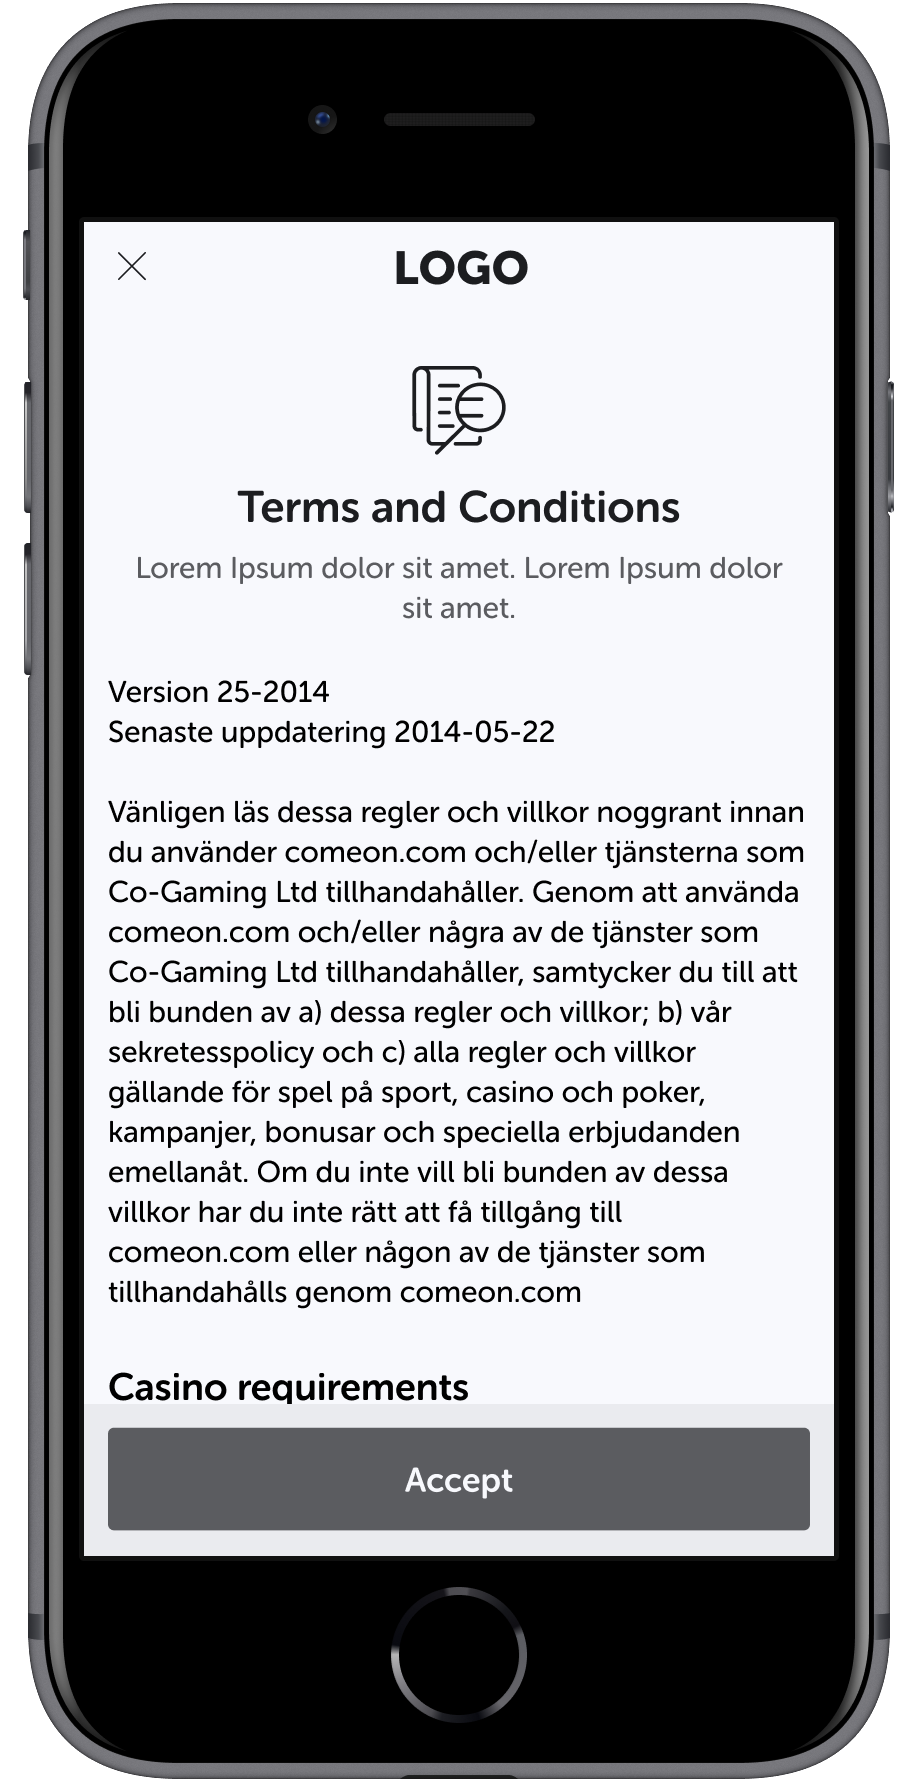 LOGO
Terms and Conditions
Lorem Ipsum dolor sit amet. Lorem Ipsum dolor
sit amet.
Version 25-2014
Senaste uppdatering 2014-05-22
Vänligen läs dessa regler och villkor noggrant innan
du använder comeon.com och/eller tjänsterna som
Co-Gaming Ltd tillhandahåller. Genom att använda
comeon.com och/eller några av de tjänster som
Co-Gaming Ltd tillhandahåller, samtycker du till att
bli bunden av a) dessa regler och villkor; b) vår
sekretesspolicy och c) alla regler och villkor
gällande för spel på sport, casino och poker,
kampanjer, bonusar och speciella erbjudanden
emellanåt. Om du inte vill bli bunden av dessa
villkor har du inte rätt att få tillgång till
comeon.com eller någon av de tjänster som
tillhandahålls genom comeon.com
Casino requirements
Accept